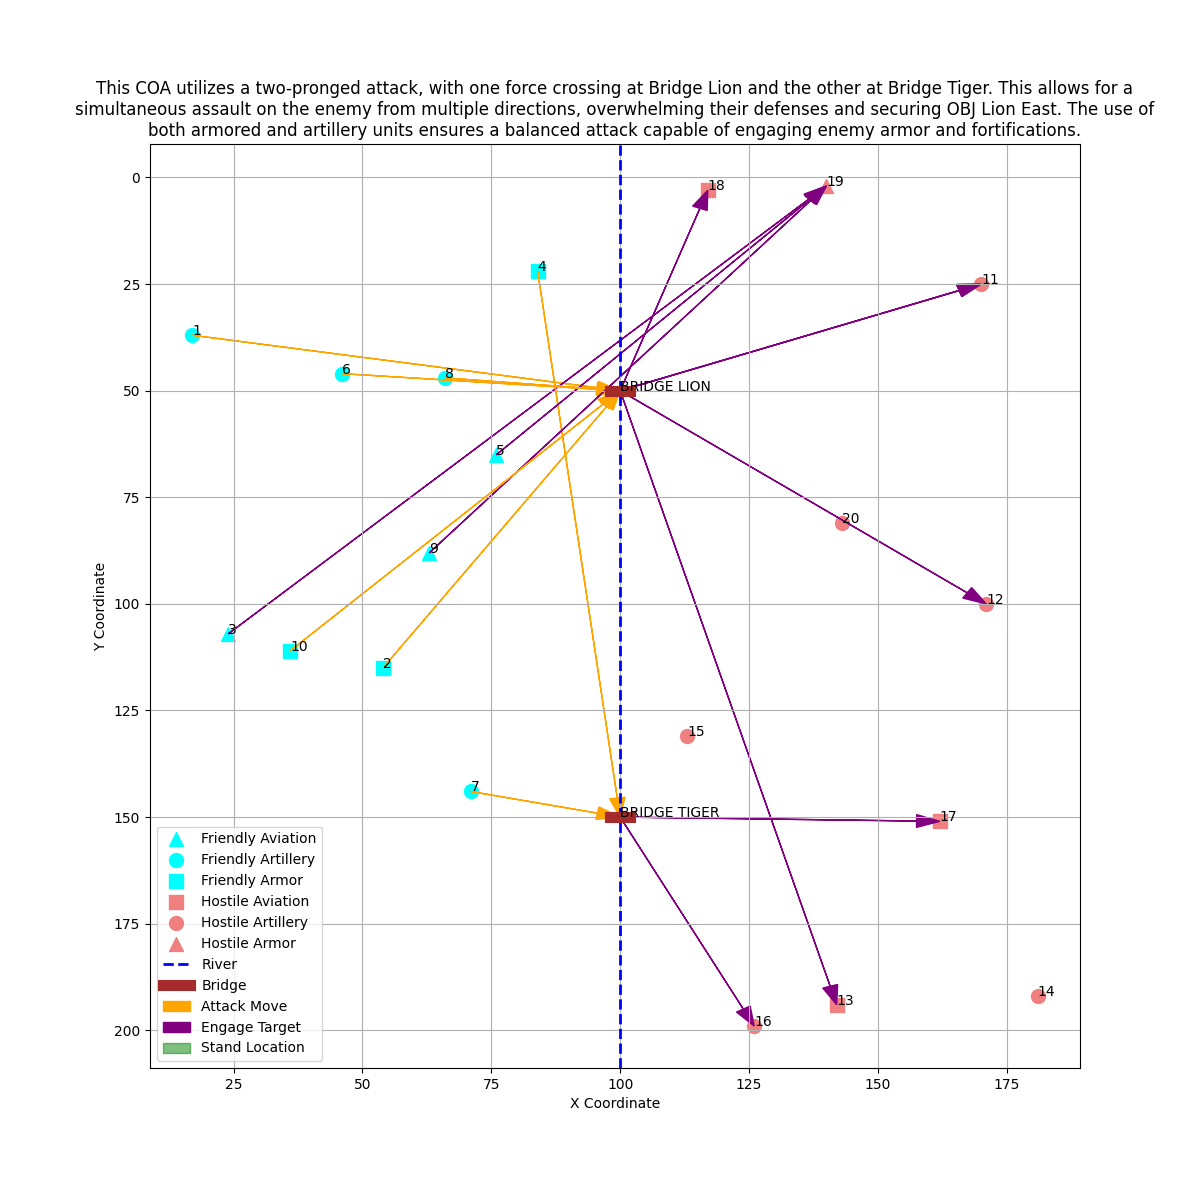 This COA utilizes a two-pronged attack, with one force crossing at Bridge Lion and the other at Bridge Tiger. This allows for a
simultaneous assault on the enemy from multiple directions, overwhelming their defenses and securing OBJ Lion East. The use of
both armored and artillery units ensures a balanced attack capable of engaging enemy armor and fortifications.
0
18
19
4
25
11
1
6
8
50
BRIDGE LION
5
75
20
9
100
12
3
10
2
125
15
7
150
BRIDGE TIGER
17
175
14
13
16
200
Y Coordinate
Friendly Aviation
Friendly Artillery
Friendly Armor
Hostile Aviation
Hostile Artillery
Hostile Armor
River
Bridge
Attack Move
Engage Target
Stand Location
25 50 75 100 125 150 175
X Coordinate